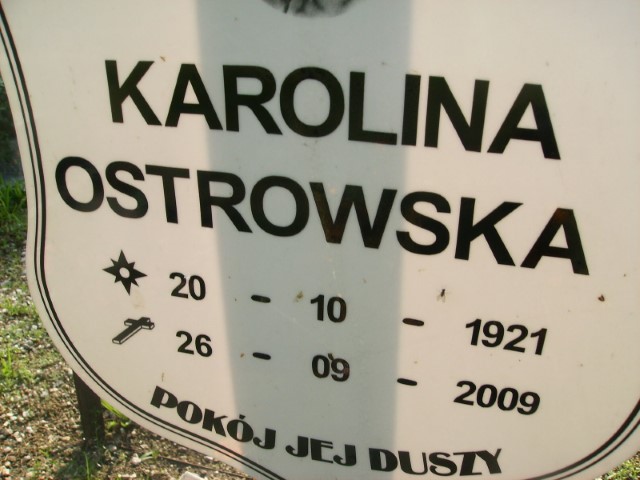 KAROLINA
OSTROWSKA
20 - 10 - 1921
26 - 09 - 2009
POKÓJ JEJ DUSZY